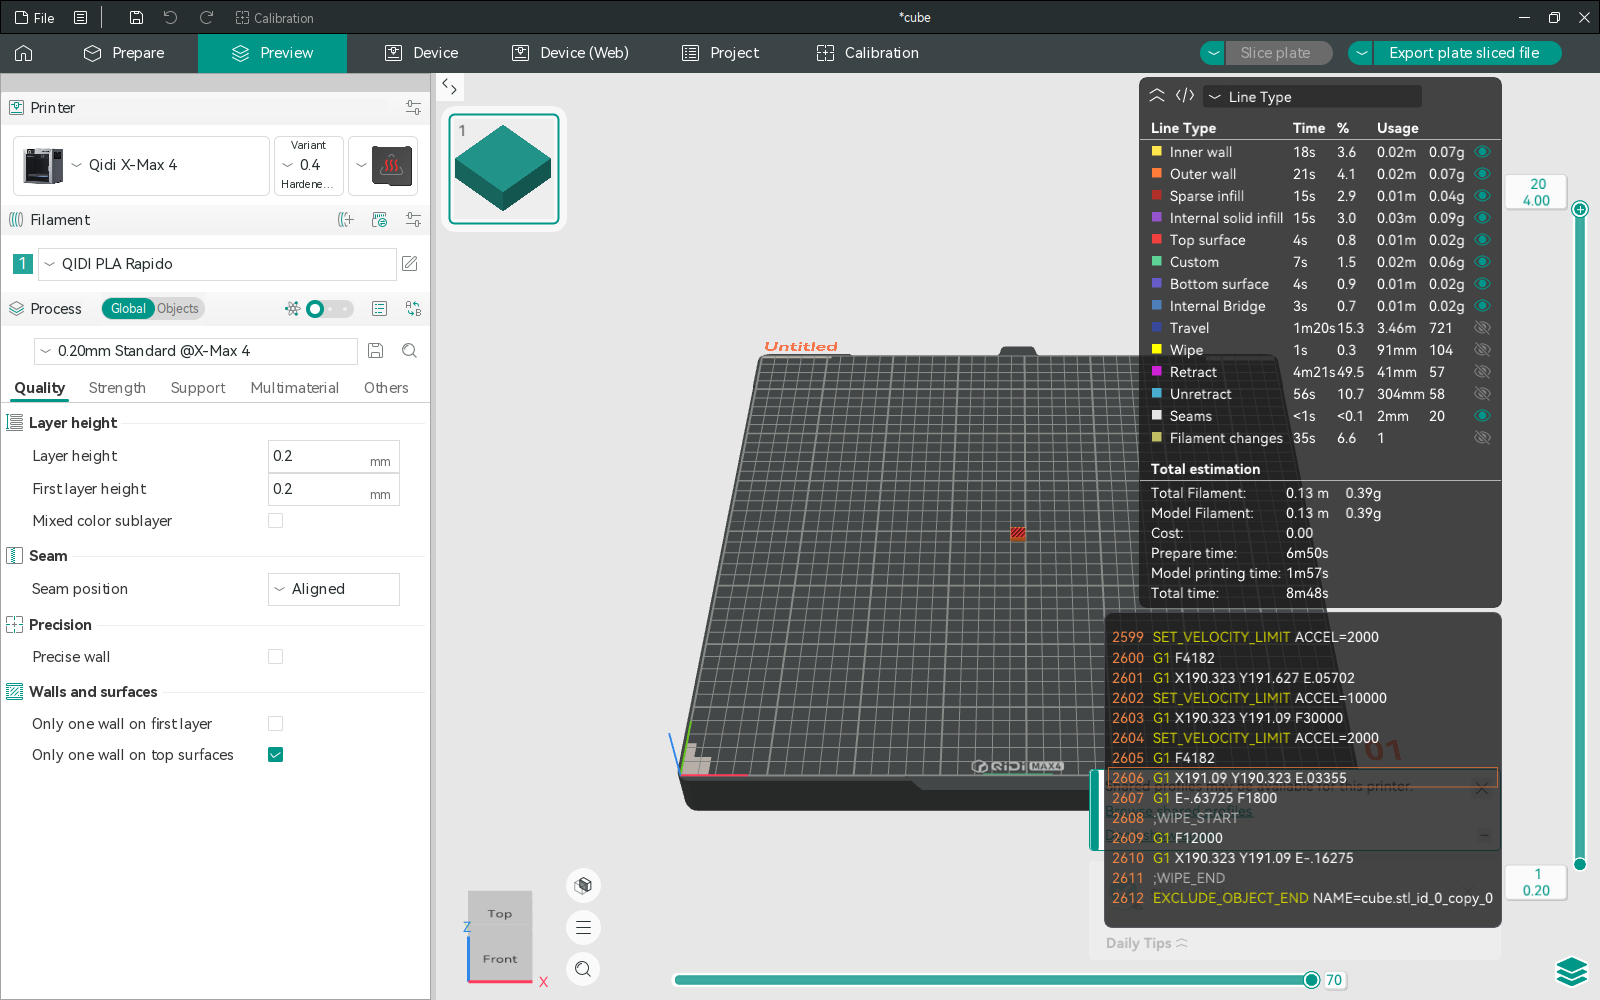 File
Calibration
*cube
Prepare
Preview
Device
Device (Web)
Project
Calibration
Slice plate
Export plate sliced file
Printer
Qidi X-Max 4
Variant
0.4
Hardene...
Filament
1 QIDI PLA Rapido
Process Global Objects
0.20mm Standard @X-Max 4
Quality Strength Support Multimaterial Others
Layer height
Layer height 0.2 mm
First layer height 0.2 mm
Mixed color sublayer
Seam
Seam position Aligned
Precision
Precise wall
Walls and surfaces
Only one wall on first layer
Only one wall on top surfaces
1
Untitled
QIDI MAX4
01
Top
Front
Z
X
Line Type
Line Type Time % Usage
Inner wall 18s 3.6 0.02m 0.07g
Outer wall 21s 4.1 0.02m 0.07g
Sparse infill 15s 2.9 0.01m 0.04g
Internal solid infill 15s 3.0 0.03m 0.09g
Top surface 4s 0.8 0.01m 0.02g
Custom 7s 1.5 0.02m 0.06g
Bottom surface 4s 0.9 0.01m 0.02g
Internal Bridge 3s 0.7 0.01m 0.02g
Travel 1m20s 15.3 3.46m 721
Wipe 1s 0.3 91mm 104
Retract 4m21s 49.5 41mm 57
Unretract 56s 10.7 304mm 58
Seams <1s <0.1 2mm 20
Filament changes 35s 6.6 1
Total estimation
Total Filament: 0.13 m 0.39g
Model Filament: 0.13 m 0.39g
Cost: 0.00
Prepare time: 6m50s
Model printing time: 1m57s
Total time: 8m48s
2599 SET_VELOCITY_LIMIT ACCEL=2000
2600 G1 F4182
2601 G1 X190.323 Y191.627 E.05702
2602 SET_VELOCITY_LIMIT ACCEL=10000
2603 G1 X190.323 Y191.09 F30000
2604 SET_VELOCITY_LIMIT ACCEL=2000
2605 G1 F4182
2606 G1 X191.09 Y190.323 E.03355
Shared profiles may be available for this printer.
2607 G1 E-.63725 F1800
Browse shared profiles
2608 ;WIPE_START
2609 G1 F12000
2610 G1 X190.323 Y191.09 E-.16275
2611 ;WIPE_END
2612 EXCLUDE_OBJECT_END NAME=cube.stl_id_0_copy_0
Daily Tips
20
4.00
1
0.20
70